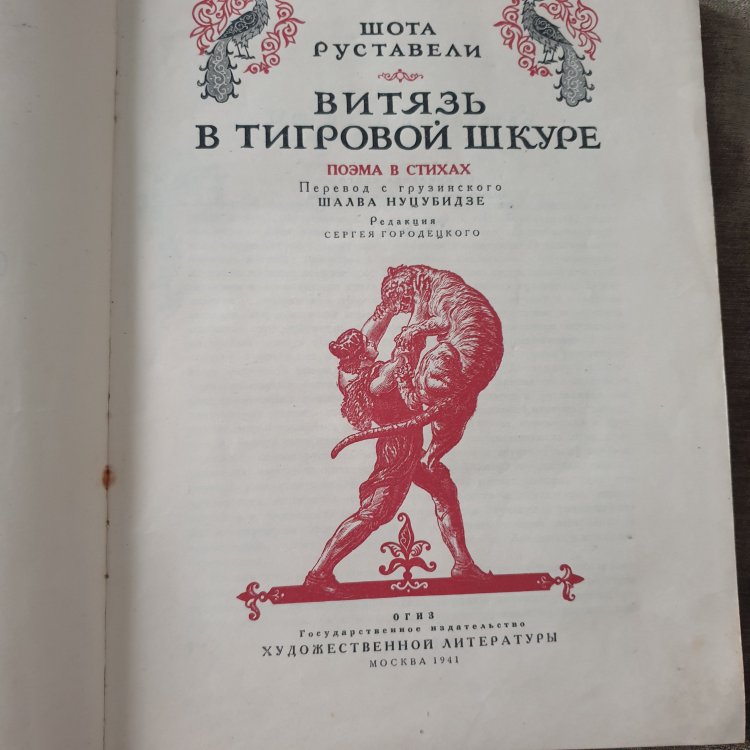 ШОТА
РУСТАВЕЛИ
ВИТЯЗЬ
В ТИГРОВОЙ ШКУРЕ
ПОЭМА В СТИХАХ
Перевод с грузинского
ШАЛВА НУЦУБИДЗЕ
Редакция
СЕРГЕЯ ГОРОДЕЦКОГО
ОГИЗ
Государственное издательство
ХУДОЖЕСТВЕННОЙ ЛИТЕРАТУРЫ
МОСКВА 1941